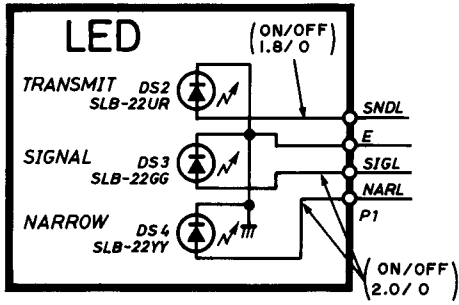 LED
(ON/OFF)
1.8/0
TRANSMIT
DS2
SLB-22UR
SNDL
E
SIGNAL
DS3
SLB-22GG
SIGL
NARL
NARROW
DS4
SLB-22YY
P1
(ON/OFF)
2.0/0